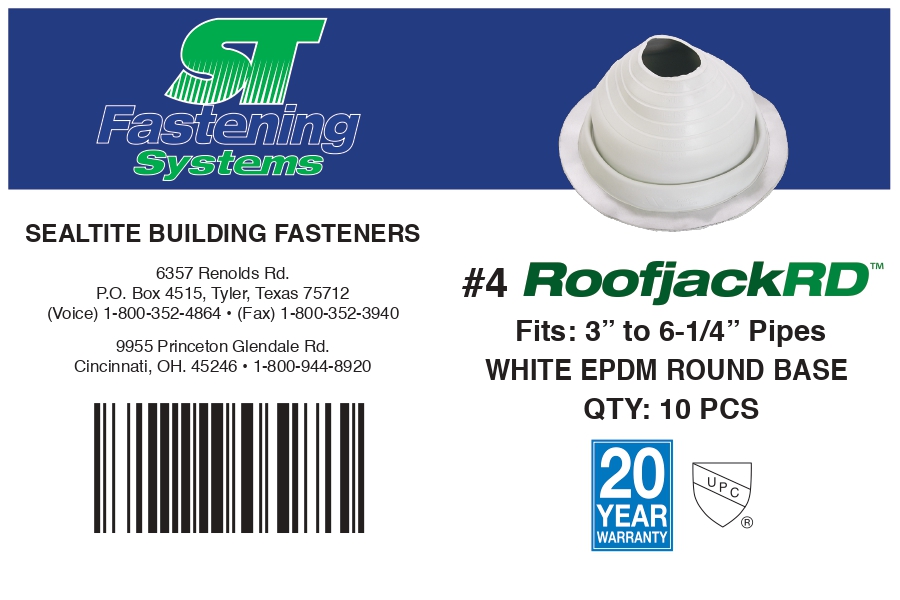 ST
Fastening
Systems
SEALTITE BUILDING FASTENERS
6357 Renolds Rd.
P.O. Box 4515, Tyler, Texas 75712
(Voice) 1-800-352-4864 • (Fax) 1-800-352-3940
9955 Princeton Glendale Rd.
Cincinnati, OH. 45246 • 1-800-944-8920
#4 RoofjackRD™
Fits: 3” to 6-1/4” Pipes
WHITE EPDM ROUND BASE
QTY: 10 PCS
20
YEAR
WARRANTY
UPC
®